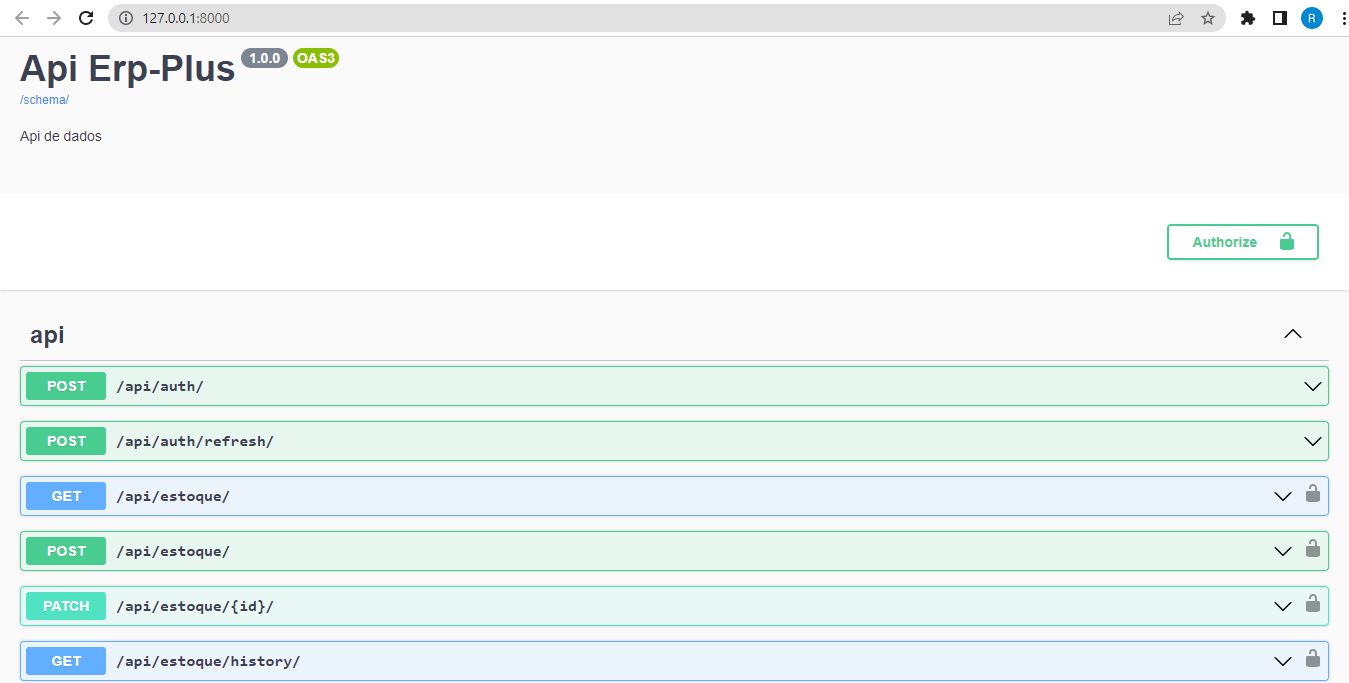 127.0.0.1:8000
R
Api Erp-Plus 1.0.0 OAS3
/schema/
Api de dados
Authorize
api
POST /api/auth/
POST /api/auth/refresh/
GET /api/estoque/
POST /api/estoque/
PATCH /api/estoque/{id}/
GET /api/estoque/history/